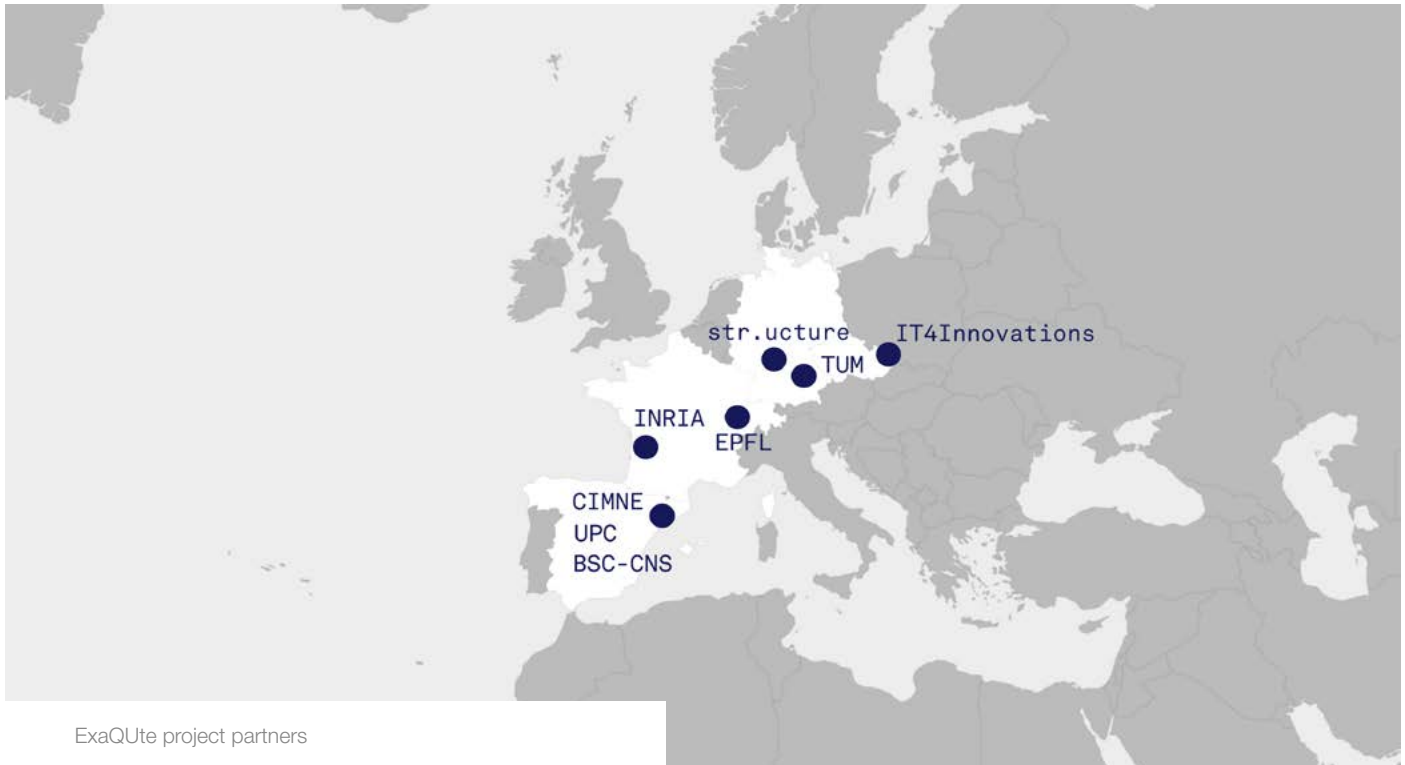 str.ucture
IT4Innovations
TUM
INRIA
EPFL
CIMNE
UPC
BSC-CNS
ExaQUte project partners